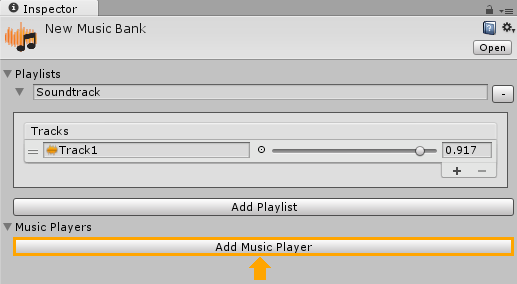 Inspector
New Music Bank
Open
Playlists
Soundtrack
-
Tracks
Track1
0.917
+ -
Add Playlist
Music Players
Add Music Player